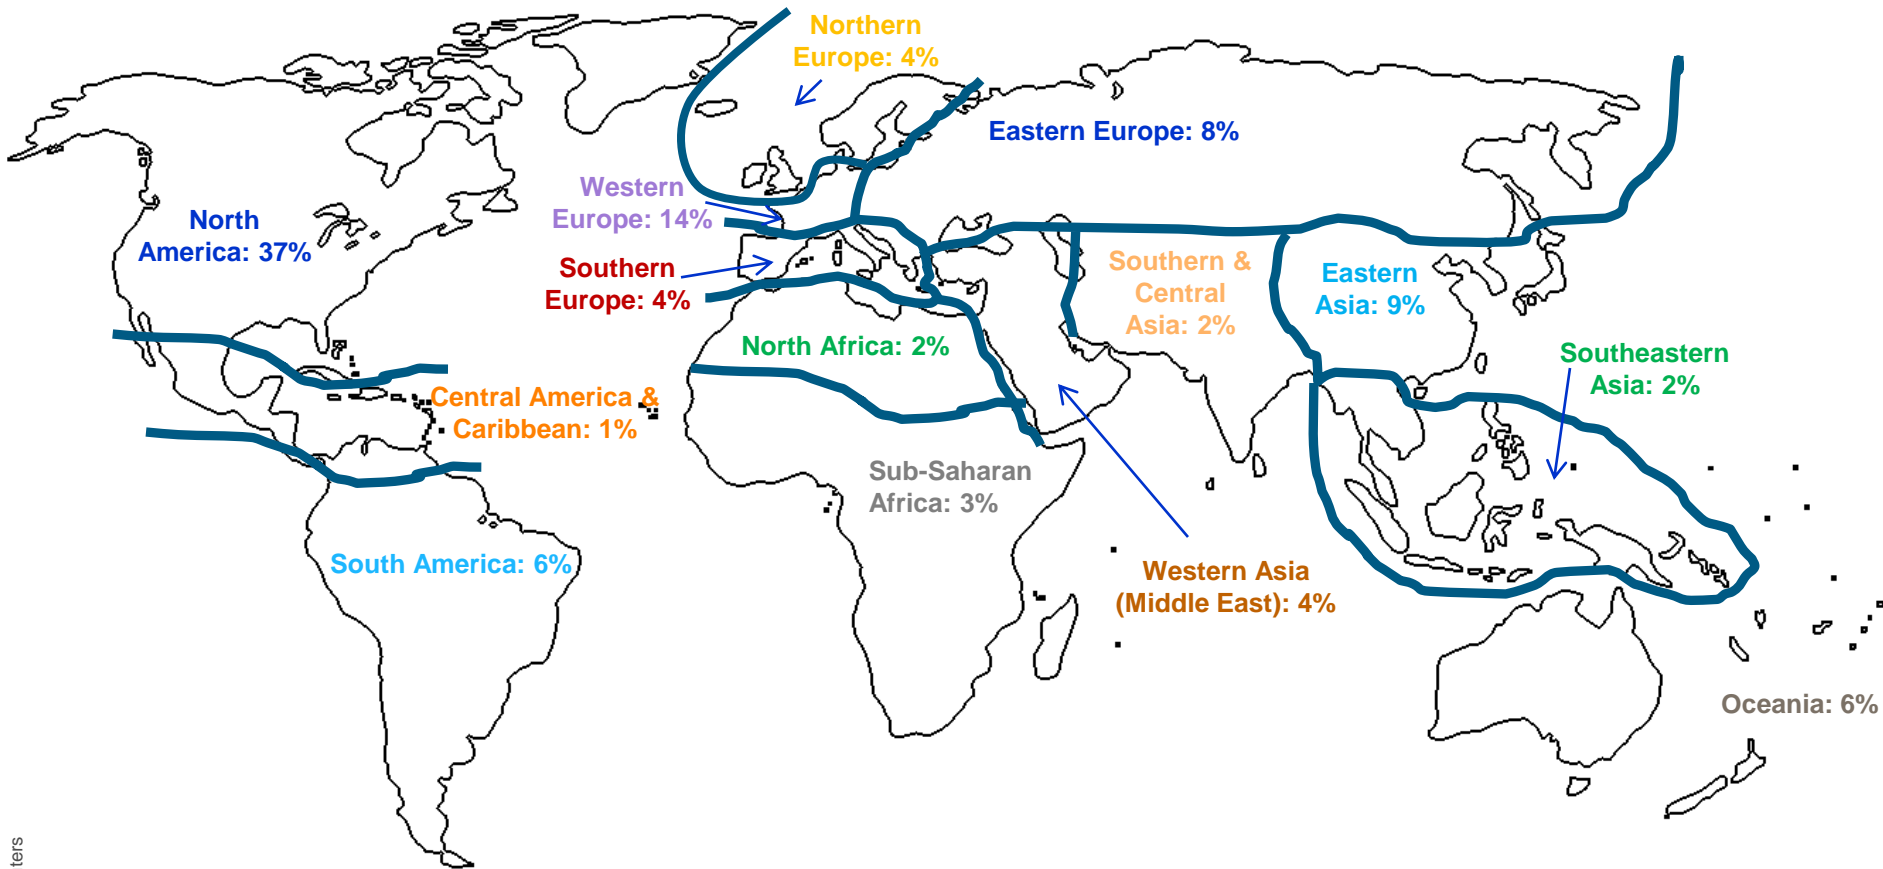 Northern
Europe: 4%
Eastern Europe: 8%
Western
Europe: 14%
North
America: 37%
Southern
Europe: 4%
Southern &
Central
Asia: 2%
Eastern
Asia: 9%
North Africa: 2%
Southeastern
Asia: 2%
Central America &
Caribbean: 1%
Sub-Saharan
Africa: 3%
South America: 6%
Western Asia
(Middle East): 4%
Oceania: 6%
ters